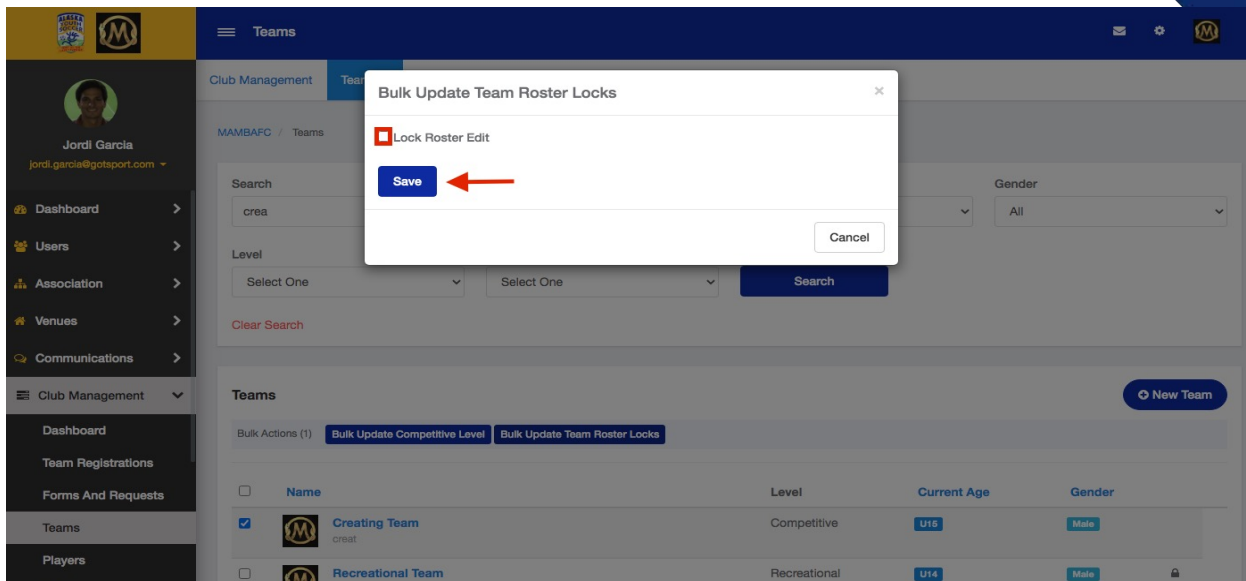 ALASKA YOUTH SOCCER
Teams
Jordi Garcia
jordi.garcia@gotsport.com
Dashboard
Users
Association
Venues
Communications
Club Management
Dashboard
Team Registrations
Forms And Requests
Teams
Players
Club Management
MAMBAFC / Teams
Bulk Update Team Roster Locks ×
Lock Roster Edit
Save
Cancel
Search
Gender
crea
All
Level
Select One
Select One
Search
Clear Search
Teams
New Team
Bulk Actions (1) Bulk Update Competitive Level Bulk Update Team Roster Locks
Name Level Current Age Gender
Creating Team Competitive U15 Male
creat
Recreational Team Recreational U14 Male